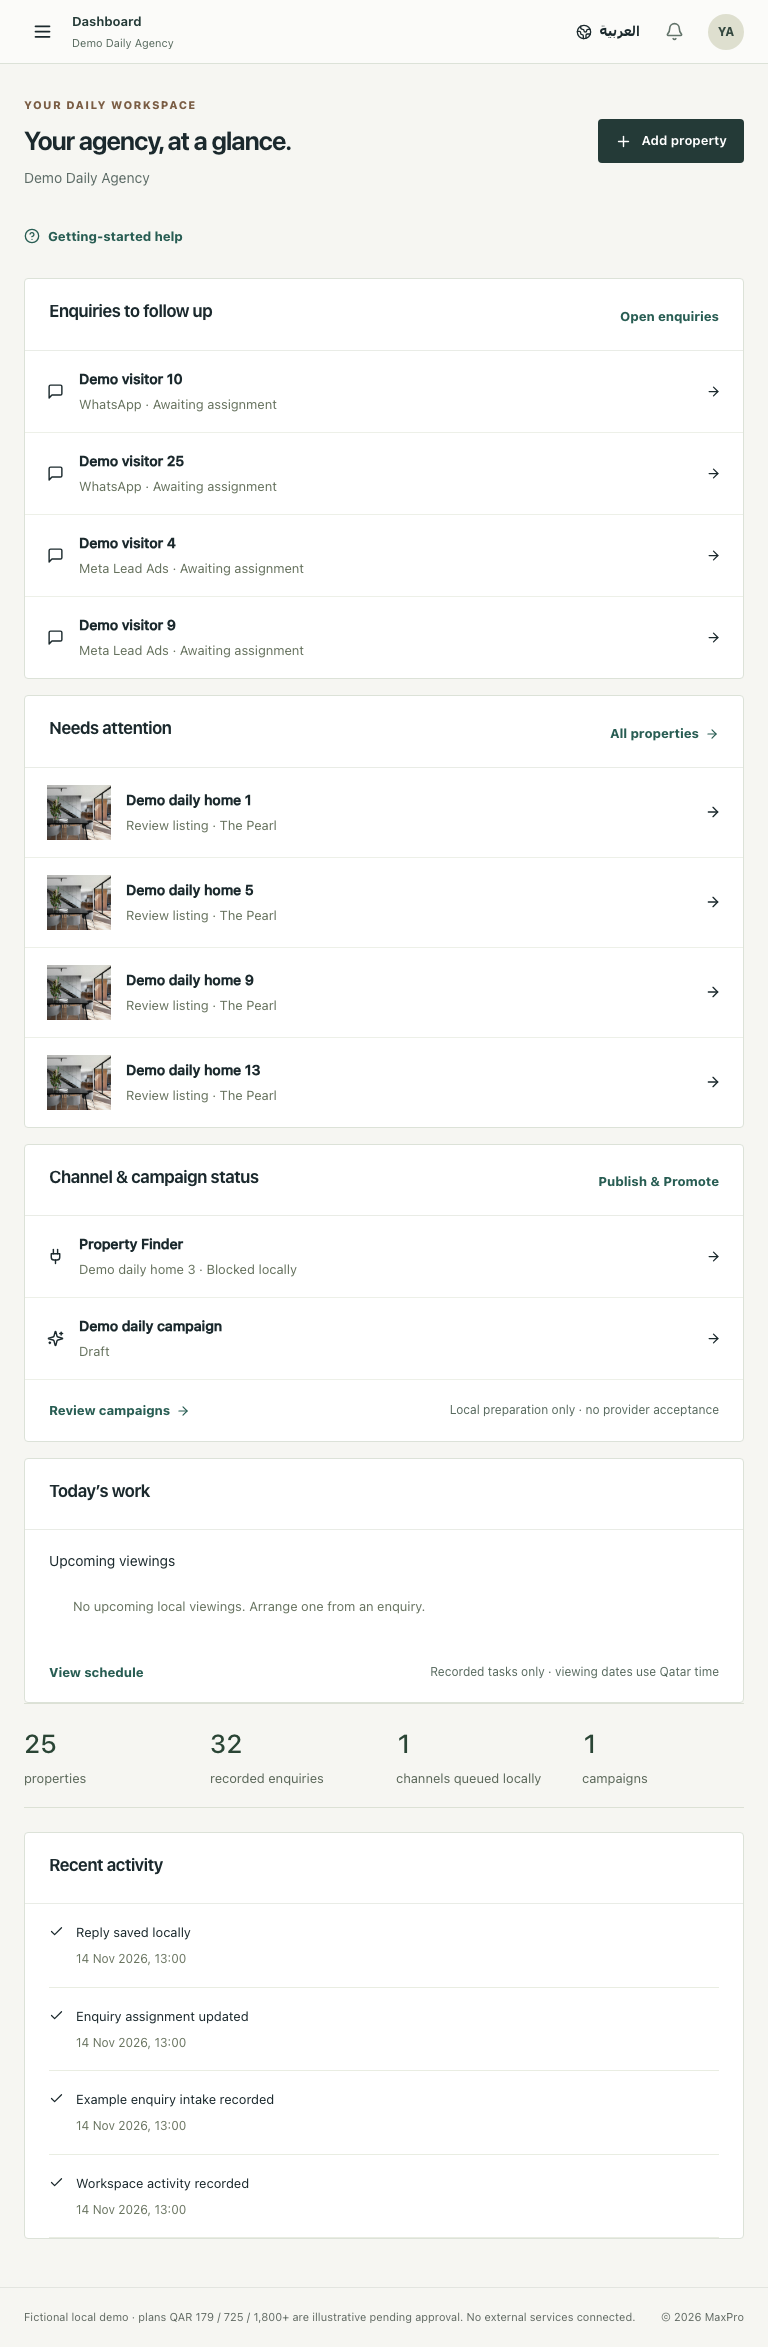 Dashboard
Demo Daily Agency
العربية
YA
YOUR DAILY WORKSPACE
Your agency, at a glance.
Add property
Demo Daily Agency
Getting-started help
Enquiries to follow up
Open enquiries
Demo visitor 10
WhatsApp · Awaiting assignment
Demo visitor 25
WhatsApp · Awaiting assignment
Demo visitor 4
Meta Lead Ads · Awaiting assignment
Demo visitor 9
Meta Lead Ads · Awaiting assignment
Needs attention
All properties
Demo daily home 1
Review listing · The Pearl
Demo daily home 5
Review listing · The Pearl
Demo daily home 9
Review listing · The Pearl
Demo daily home 13
Review listing · The Pearl
Channel & campaign status
Publish & Promote
Property Finder
Demo daily home 3 · Blocked locally
Demo daily campaign
Draft
Review campaigns
Local preparation only · no provider acceptance
Today’s work
Upcoming viewings
No upcoming local viewings. Arrange one from an enquiry.
View schedule
Recorded tasks only · viewing dates use Qatar time
25
properties
32
recorded enquiries
1
channels queued locally
1
campaigns
Recent activity
Reply saved locally
14 Nov 2026, 13:00
Enquiry assignment updated
14 Nov 2026, 13:00
Example enquiry intake recorded
14 Nov 2026, 13:00
Workspace activity recorded
14 Nov 2026, 13:00
Fictional local demo · plans QAR 179 / 725 / 1,800+ are illustrative pending approval. No external services connected.
© 2026 MaxPro